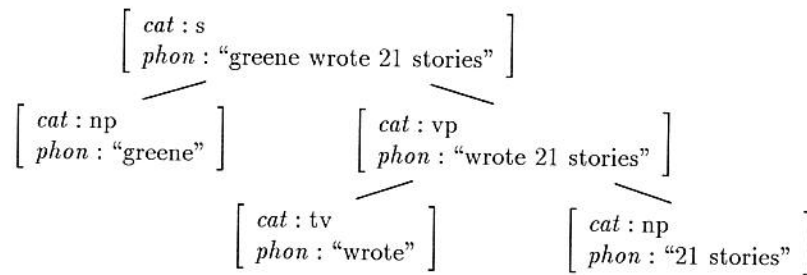 cat : s
phon : “greene wrote 21 stories”
cat : np
phon : “greene”
cat : vp
phon : “wrote 21 stories”
cat : tv
phon : “wrote”
cat : np
phon : “21 stories”